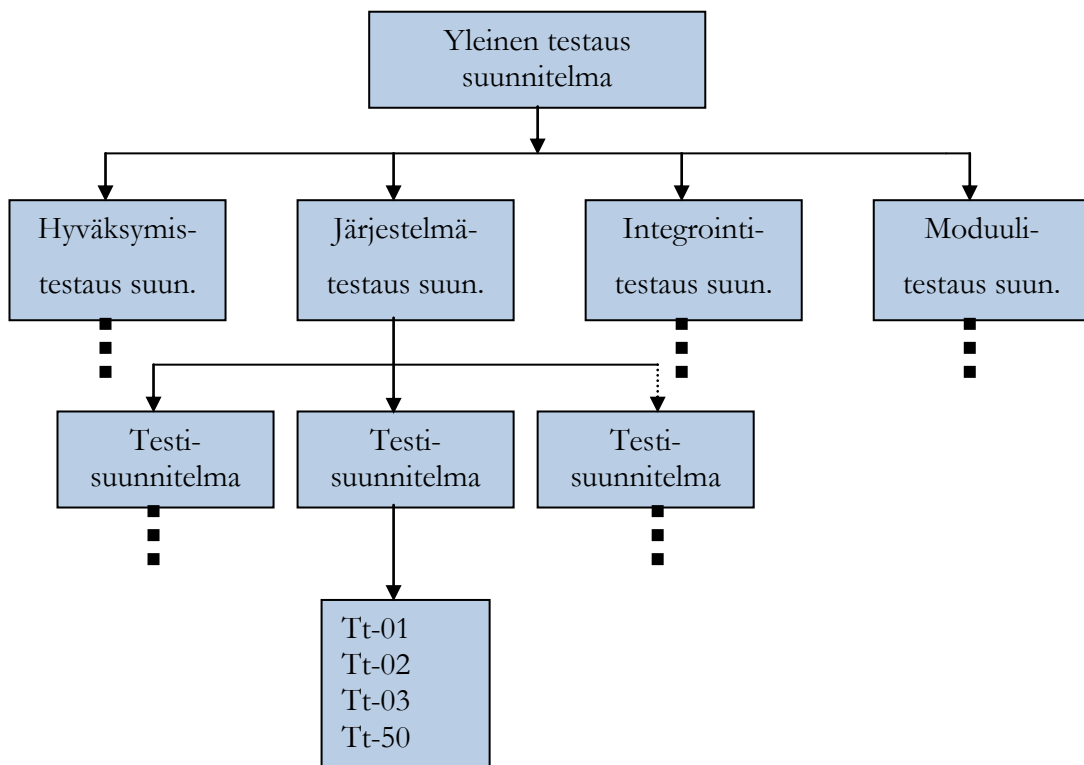 Yleinen testaus
suunnitelma
Hyväksymis-
testaus suun.
Järjestelmä-
testaus suun.
Integrointi-
testaus suun.
Moduuli-
testaus suun.
Testi-
suunnitelma
Testi-
suunnitelma
Testi-
suunnitelma
Tt-01
Tt-02
Tt-03
Tt-50